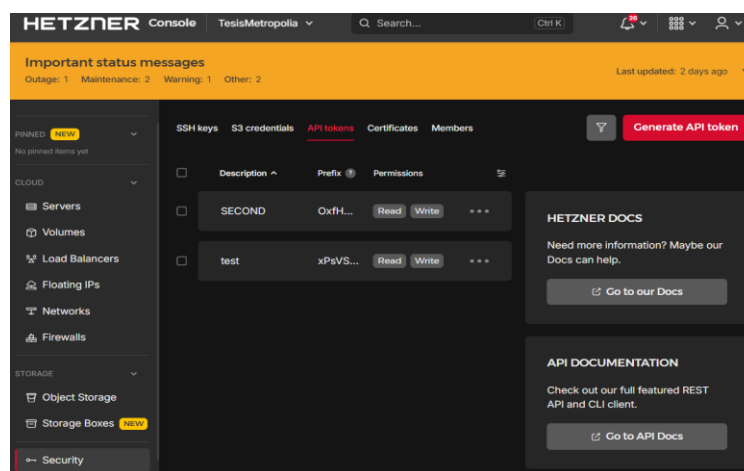 HETZNER Console TesisMetropolia Search... Ctrl K 26
Important status messages
Outage: 1 Maintenance: 2 Warning: 1 Other: 2
Last updated: 2 days ago
PINNED NEW
No pinned items yet
CLOUD
Servers
Volumes
Load Balancers
Floating IPs
Networks
Firewalls
STORAGE
Object Storage
Storage Boxes NEW
Security
SSH keys S3 credentials API tokens Certificates Members
Generate API token
Description Prefix ? Permissions
SECOND OxfH... Read Write
test xPsVS... Read Write
HETZNER DOCS
Need more information? Maybe our
Docs can help.
Go to our Docs
API DOCUMENTATION
Check out our full featured REST
API and CLI client.
Go to API Docs